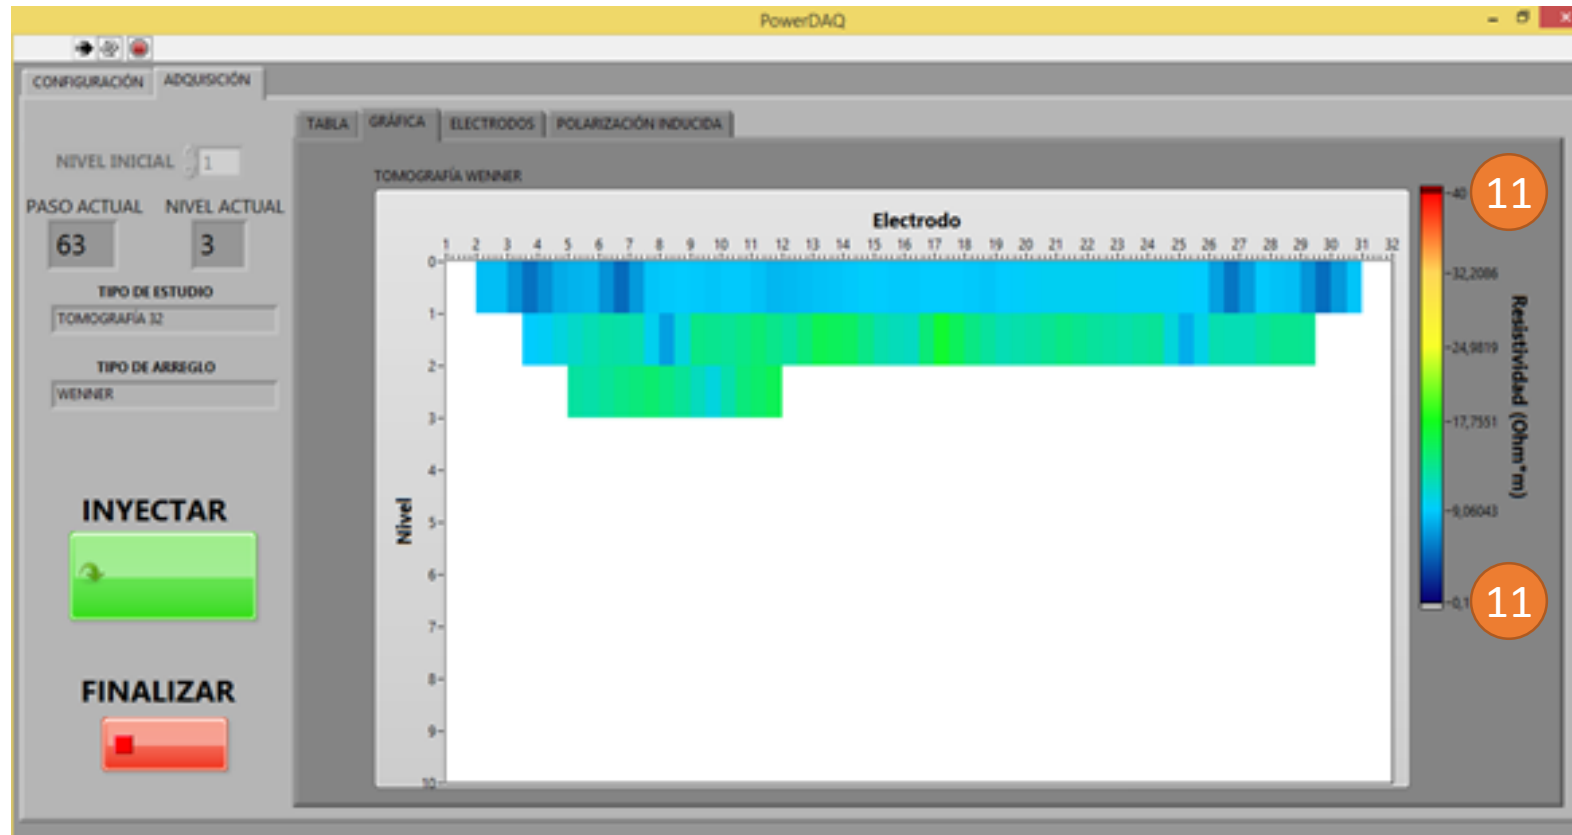 PowerDAQ
CONFIGURACIÓN ADQUISICIÓN
TABLA GRÁFICA ELECTRODOS POLARIZACIÓN INDUCIDA
NIVEL INICIAL 1
PASO ACTUAL NIVEL ACTUAL
63 3
TIPO DE ESTUDIO
TOMOGRAFÍA 32
TIPO DE ARREGLO
WENNER
INYECTAR
FINALIZAR
TOMOGRAFÍA WENNER
Electrodo
1 2 3 4 5 6 7 8 9 10 11 12 13 14 15 16 17 18 19 20 21 22 23 24 25 26 27 28 29 30 31 32
Nivel
0
1
2
3
4
5
6
7
8
9
10
40
32,2086
24,9819
17,7551
9,06043
0,1
Resistividad (Ohm*m)
11
11